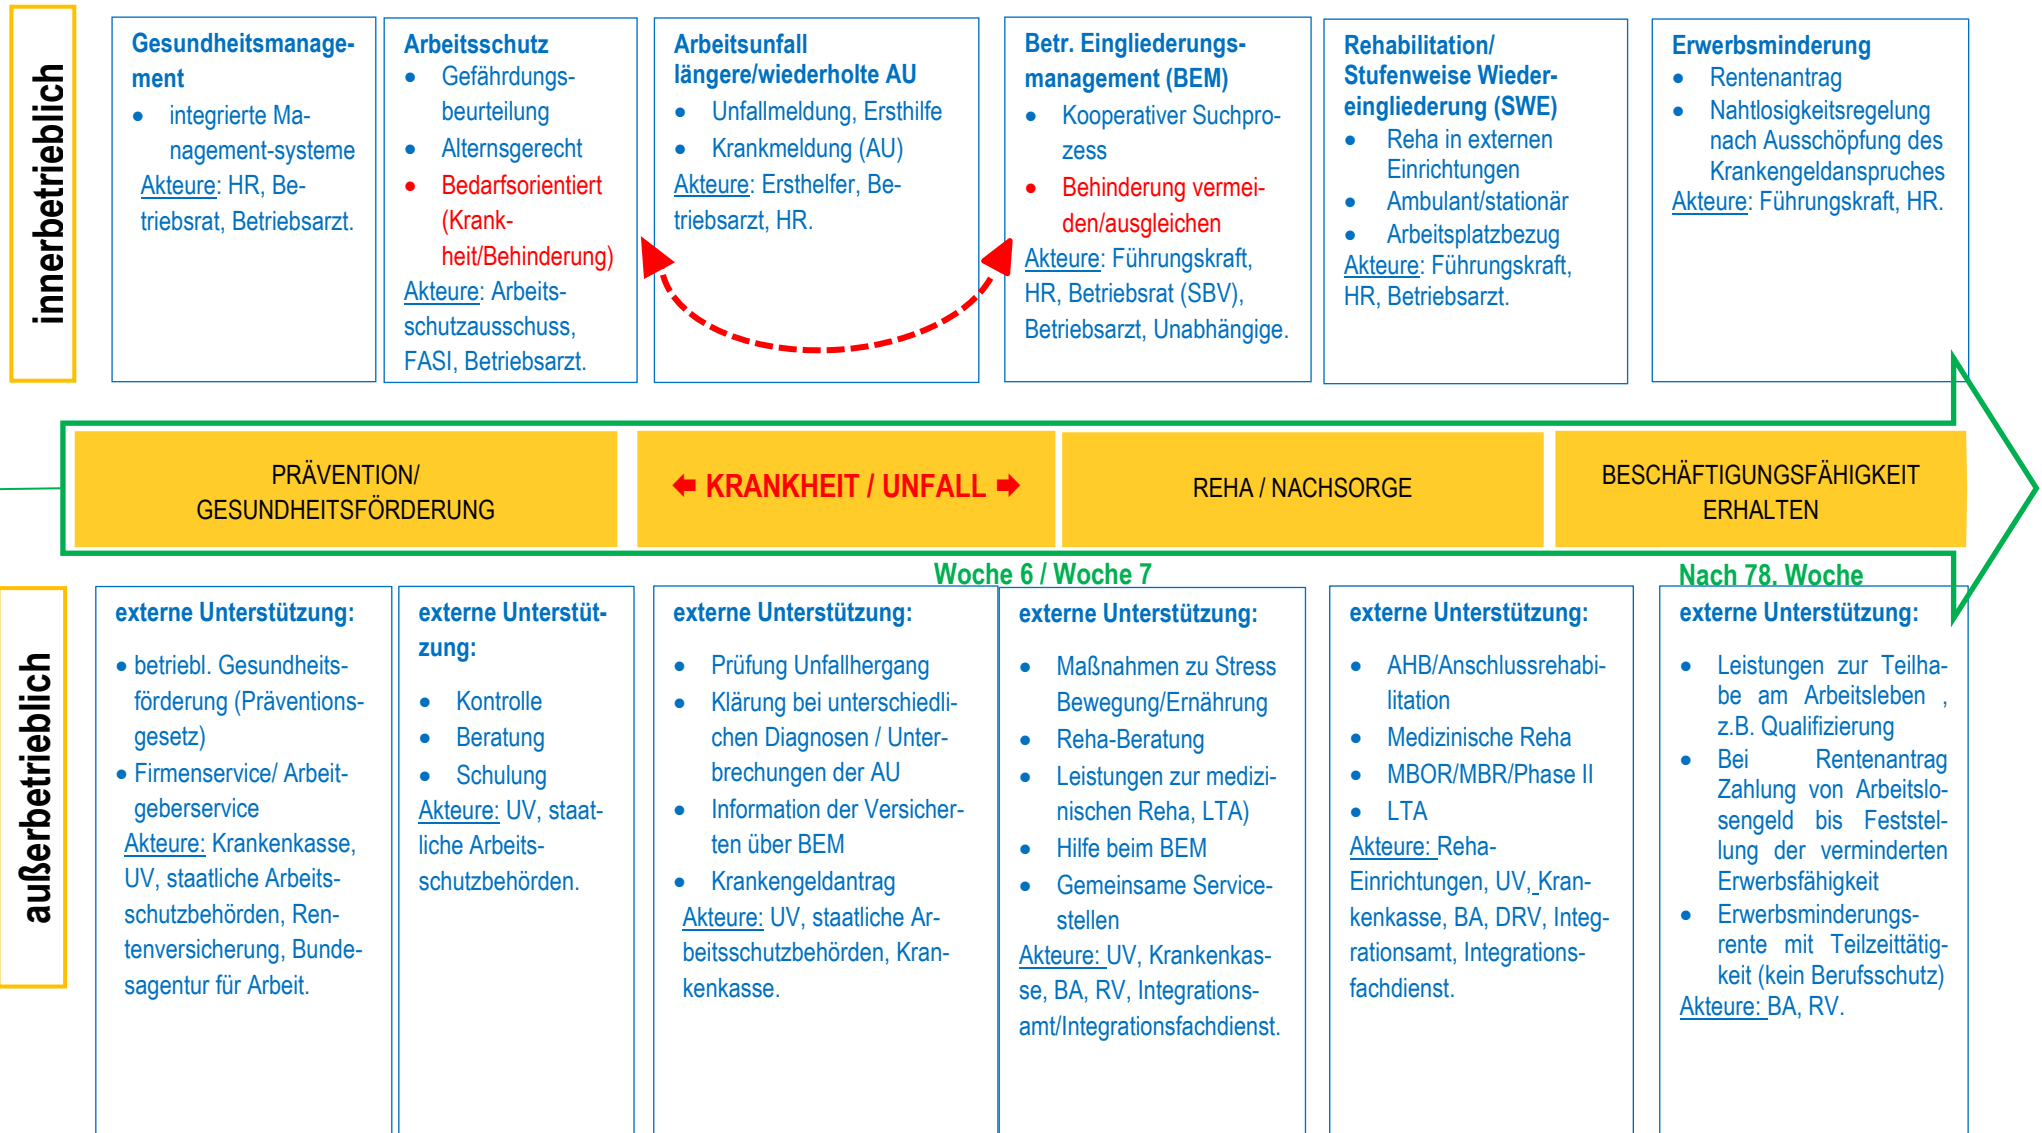 innerbetrieblich
Gesundheitsmanage-
ment
• integrierte Ma-
nagement-systeme
Akteure: HR, Be-
triebsrat, Betriebsarzt.
Arbeitsschutz
• Gefährdungs-
beurteilung
• Alternsgerecht
• Bedarfsorientiert
(Krank-
heit/Behinderung)
Akteure: Arbeits-
schutzausschuss,
FASI, Betriebsarzt.
Arbeitsunfall
längere/wiederholte AU
• Unfallmeldung, Ersthilfe
• Krankmeldung (AU)
Akteure: Ersthelfer, Be-
triebsarzt, HR.
Betr. Eingliederungs-
management (BEM)
• Kooperativer Suchpro-
zess
• Behinderung vermei-
den/ausgleichen
Akteure: Führungskraft,
HR, Betriebsrat (SBV),
Betriebsarzt, Unabhängige.
Rehabilitation/
Stufenweise Wieder-
eingliederung (SWE)
• Reha in externen
Einrichtungen
• Ambulant/stationär
• Arbeitsplatzbezug
Akteure: Führungskraft,
HR, Betriebsarzt.
Erwerbsminderung
• Rentenantrag
• Nahtlosigkeitsregelung
nach Ausschöpfung des
Krankengeldanspruches
Akteure: Führungskraft, HR.
PRÄVENTION/
GESUNDHEITSFÖRDERUNG
🡄 KRANKHEIT / UNFALL 🡆
REHA / NACHSORGE
BESCHÄFTIGUNGSFÄHIGKEIT
ERHALTEN
Woche 6 / Woche 7
Nach 78. Woche
außerbetrieblich
externe Unterstützung:
• betriebl. Gesundheits-
förderung (Präventions-
gesetz)
• Firmenservice/ Arbeit-
geberservice
Akteure: Krankenkasse,
UV, staatliche Arbeits-
schutzbehörden, Ren-
tenversicherung, Bunde-
sagentur für Arbeit.
externe Unterstüt-
zung:
• Kontrolle
• Beratung
• Schulung
Akteure: UV, staat-
liche Arbeits-
schutzbehörden.
externe Unterstützung:
• Prüfung Unfallhergang
• Klärung bei unterschiedli-
chen Diagnosen / Unter-
brechungen der AU
• Information der Versicher-
ten über BEM
• Krankengeldantrag
Akteure: UV, staatliche Ar-
beitsschutzbehörden, Kran-
kenkasse.
externe Unterstützung:
• Maßnahmen zu Stress
Bewegung/Ernährung
• Reha-Beratung
• Leistungen zur medizi-
nischen Reha, LTA)
• Hilfe beim BEM
• Gemeinsame Service-
stellen
Akteure: UV, Krankenkas-
se, BA, RV, Integrations-
amt/Integrationsfachdienst.
externe Unterstützung:
• AHB/Anschlussrehabi-
litation
• Medizinische Reha
• MBOR/MBR/Phase II
• LTA
Akteure: Reha-
Einrichtungen, UV, Kran-
kenkasse, BA, DRV, Integ-
rationsamt, Integrations-
fachdienst.
externe Unterstützung:
• Leistungen zur Teilha-
be am Arbeitsleben ,
z.B. Qualifizierung
• Bei Rentenantrag
Zahlung von Arbeitslo-
sengeld bis Feststel-
lung der verminderten
Erwerbsfähigkeit
• Erwerbsminderungs-
rente mit Teilzeittätig-
keit (kein Berufsschutz)
Akteure: BA, RV.